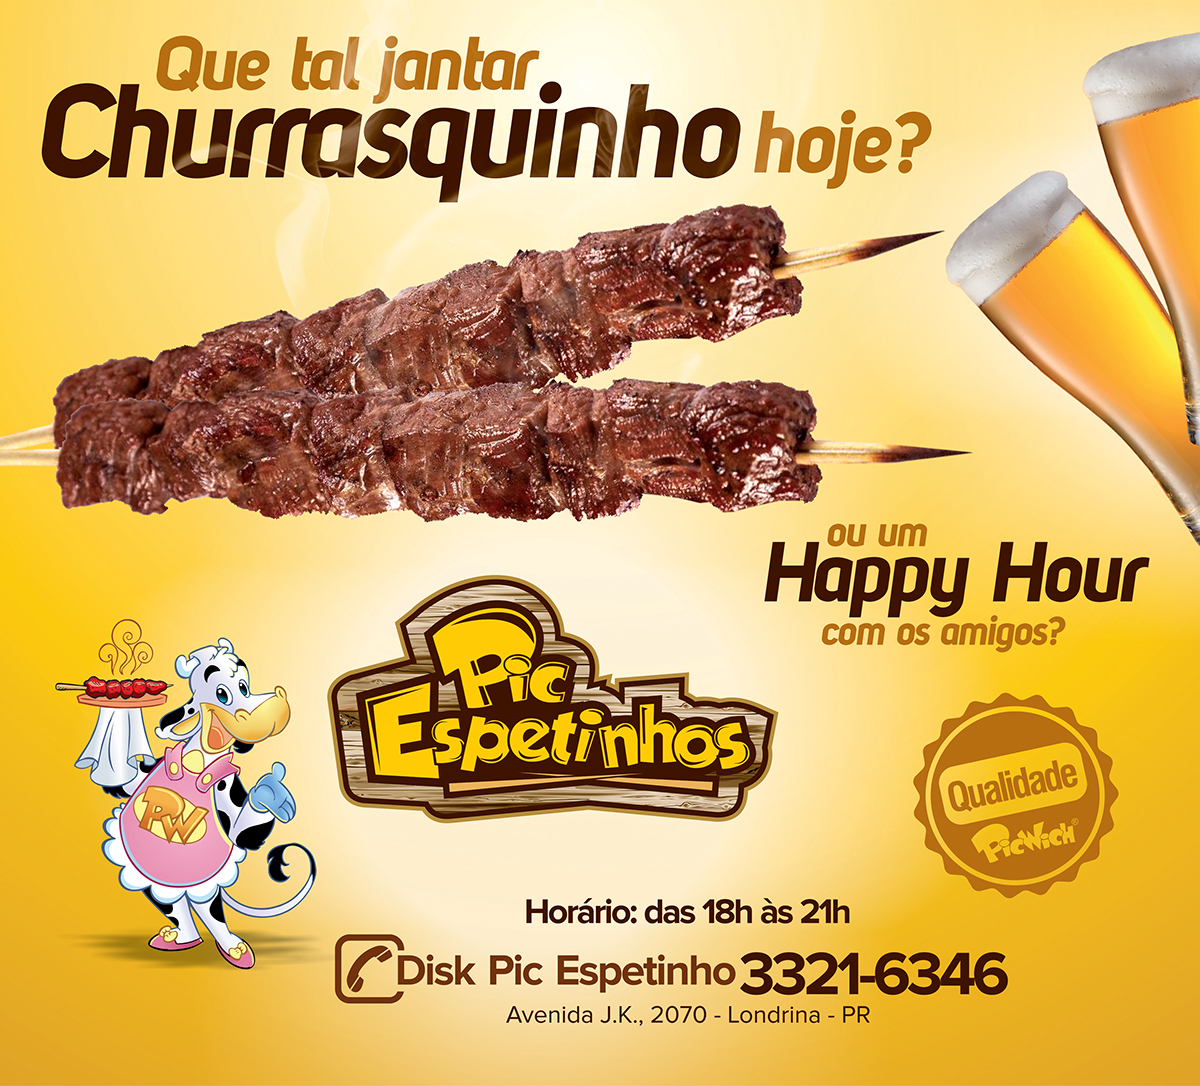 Que tal jantar
Churrasquinho hoje?
ou um
Happy Hour
com os amigos?
Pic
Espetinhos
PW
Qualidade
PicWich®
Horário: das 18h às 21h
Disk Pic Espetinho 3321-6346
Avenida J.K., 2070 - Londrina - PR